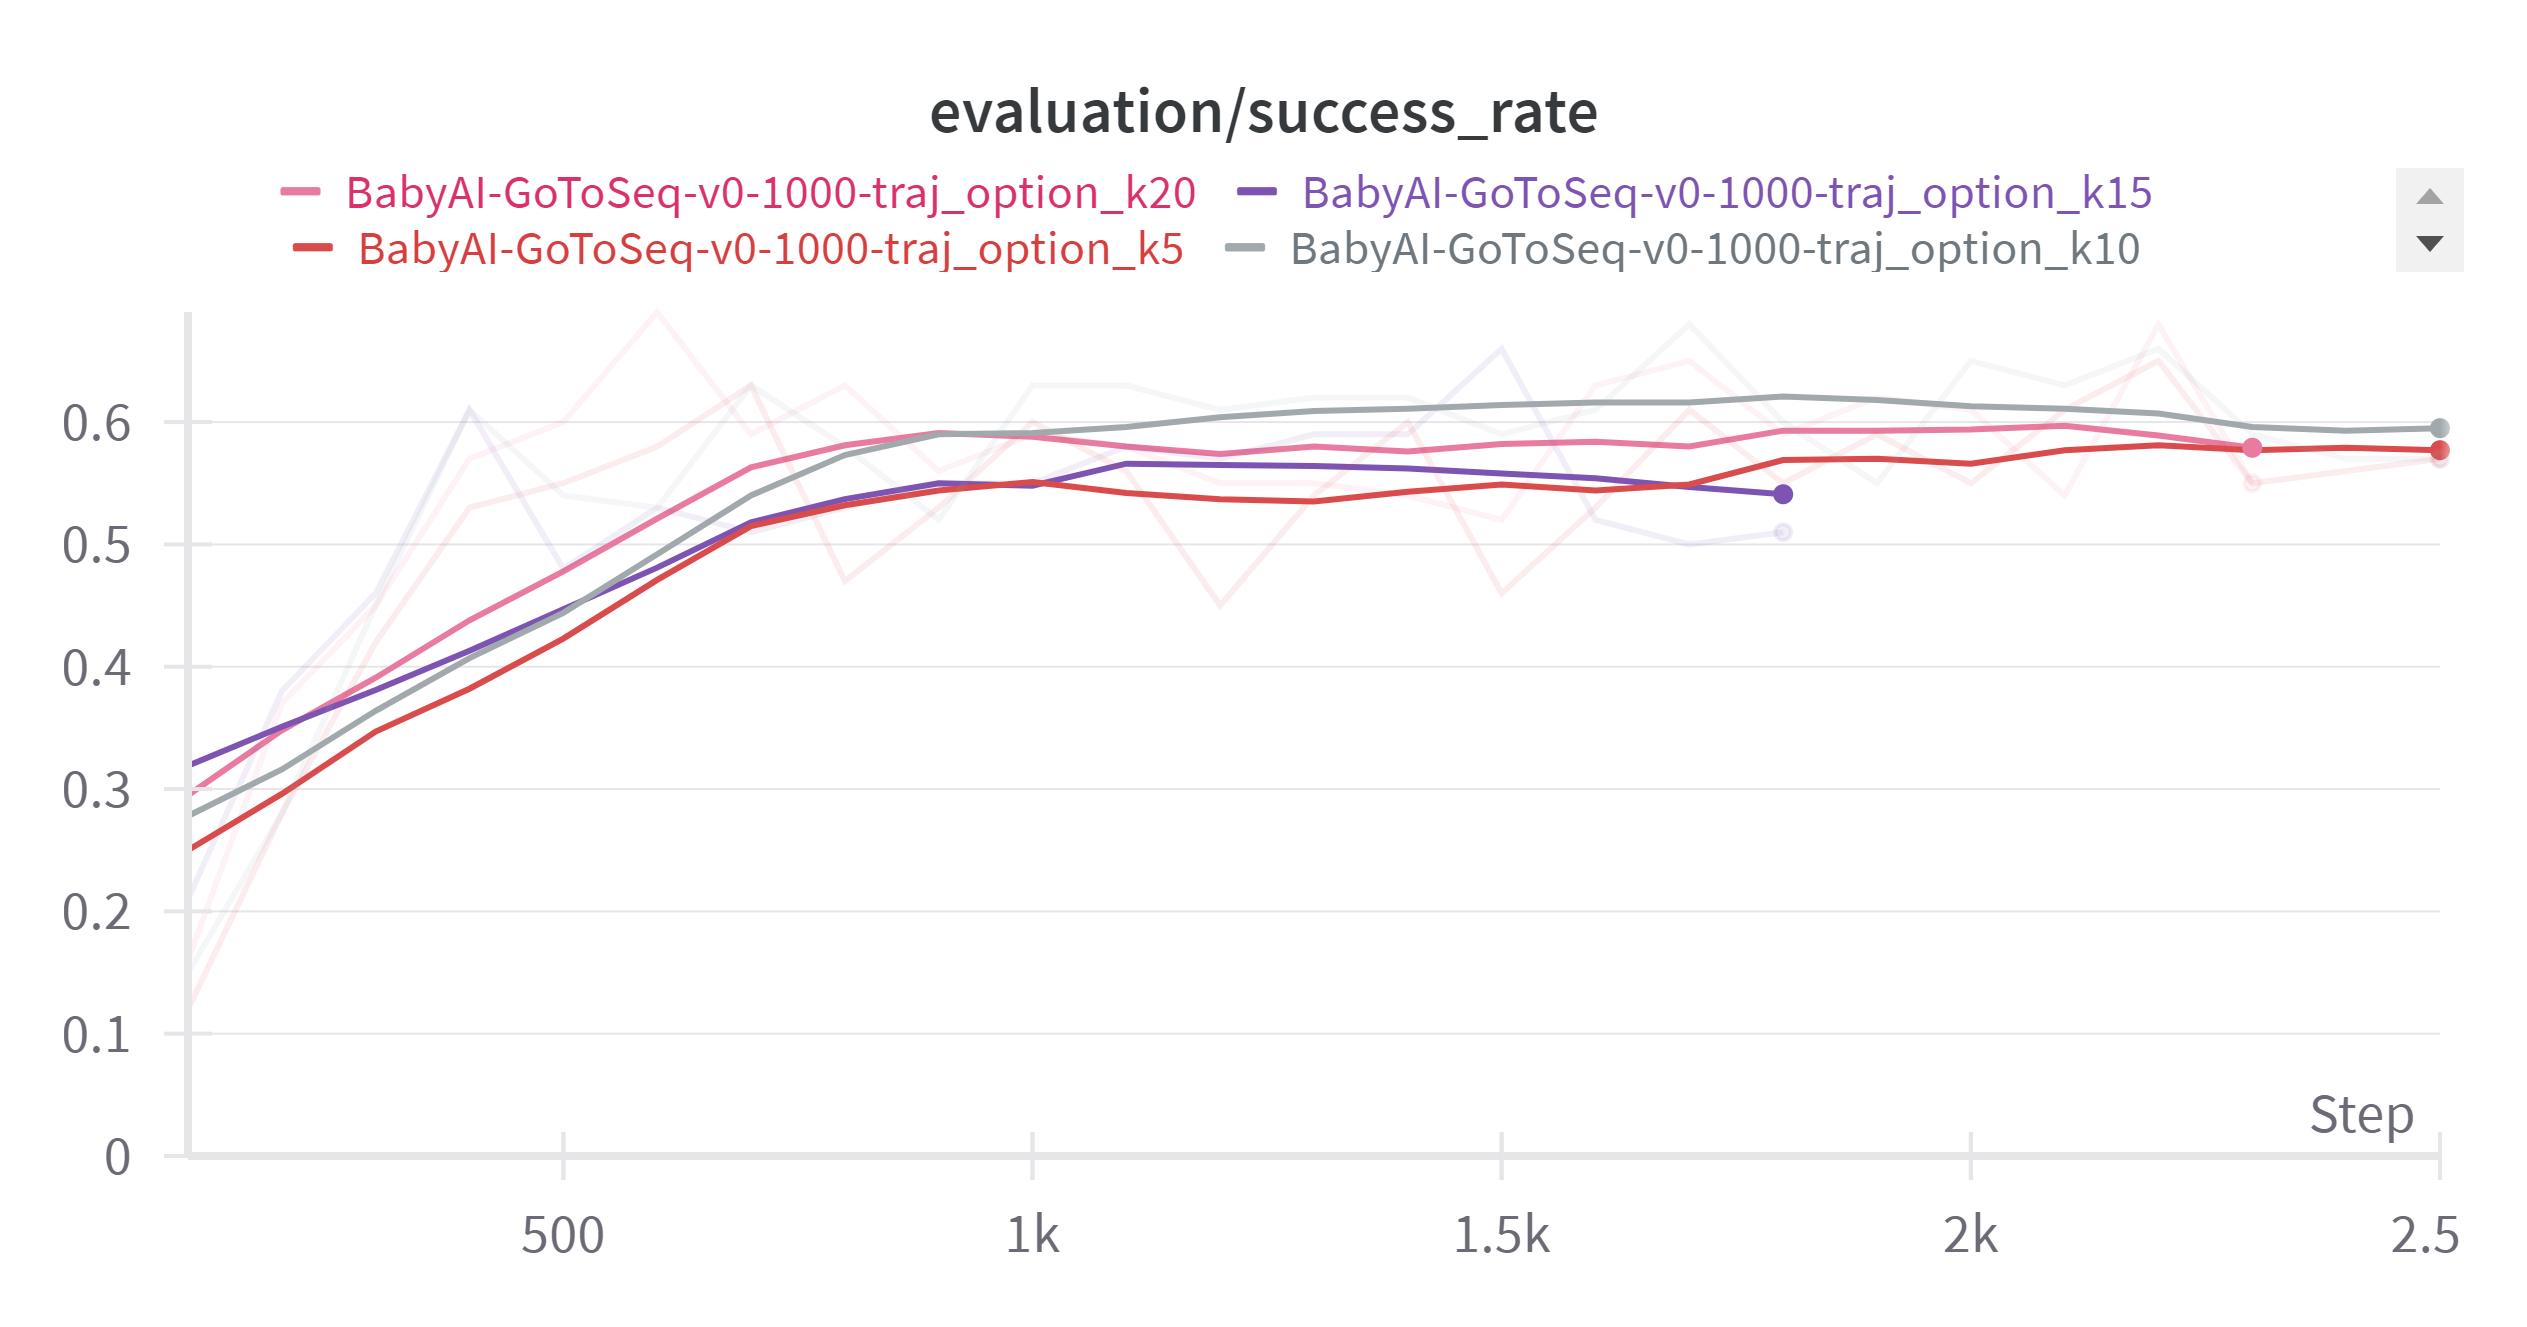 evaluation/success_rate
BabyAI-GoToSeq-v0-1000-traj_option_k20 BabyAI-GoToSeq-v0-1000-traj_option_k15
BabyAI-GoToSeq-v0-1000-traj_option_k5 BabyAI-GoToSeq-v0-1000-traj_option_k10
0.6
0.5
0.4
0.3
0.2
0.1
0
Step
500 1k 1.5k 2k 2.5